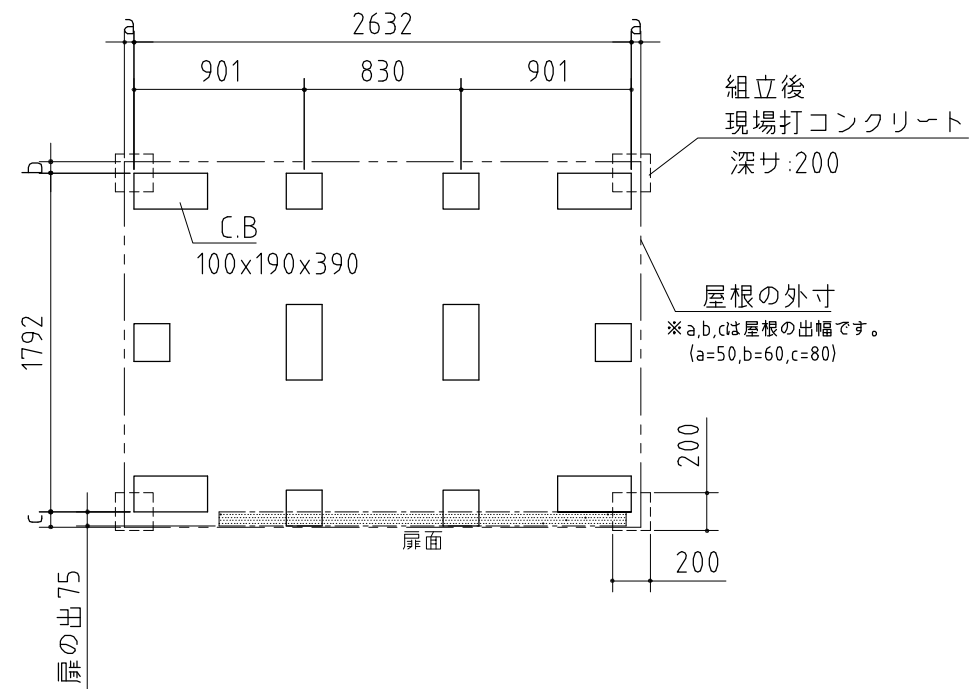 a
2632
a
901
830
901
組立後
現場打コンクリート
深サ:200
b
C.B
100x190x390
屋根の外寸
※a,b,cは屋根の出幅です。
(a=50,b=60,c=80)
1792
200
c
扉面
200
扉の出 75